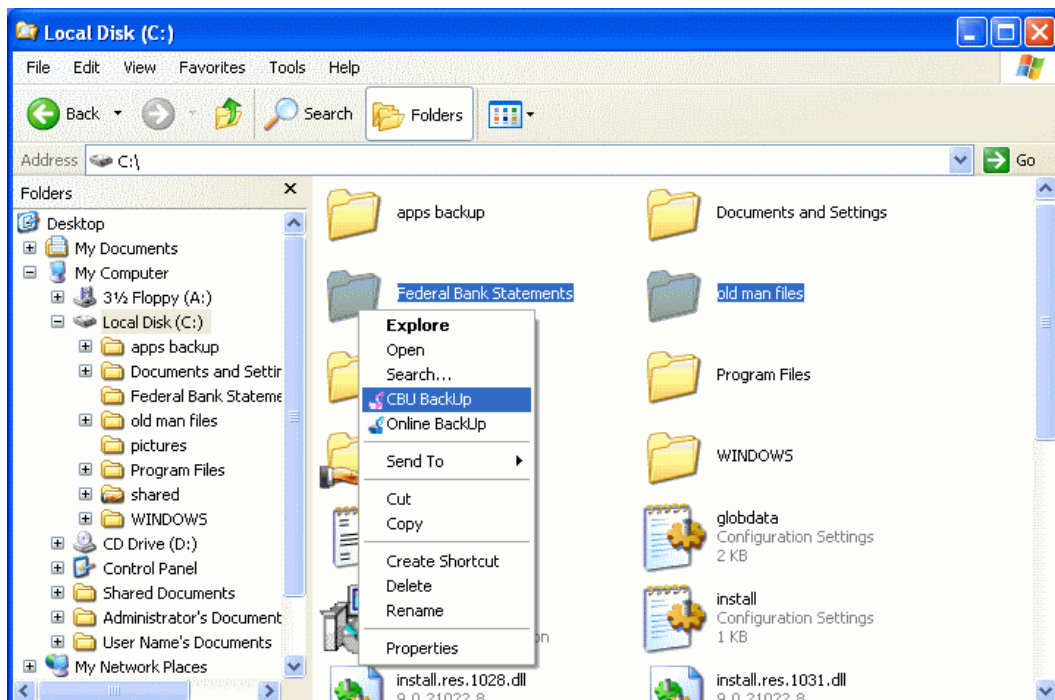 Local Disk (C:)
File Edit View Favorites Tools Help
Back Search Folders
Address C:\ Go
Folders
Desktop
My Documents
My Computer
3½ Floppy (A:)
Local Disk (C:)
apps backup
Documents and Settir
Federal Bank Stateme
old man files
pictures
Program Files
shared
WINDOWS
CD Drive (D:)
Control Panel
Shared Documents
Administrator's Document
User Name's Documents
My Network Places
apps backup
Documents and Settings
Federal Bank Statements
old man files
Explore
Open
Search...
CBU BackUp
Online BackUp
Send To
Cut
Copy
Create Shortcut
Delete
Rename
Properties
Program Files
WINDOWS
globdata
Configuration Settings
2 KB
install
Configuration Settings
1 KB
install.res.1028.dll
9.0.21022.8
install.res.1031.dll
9.0.21022.8